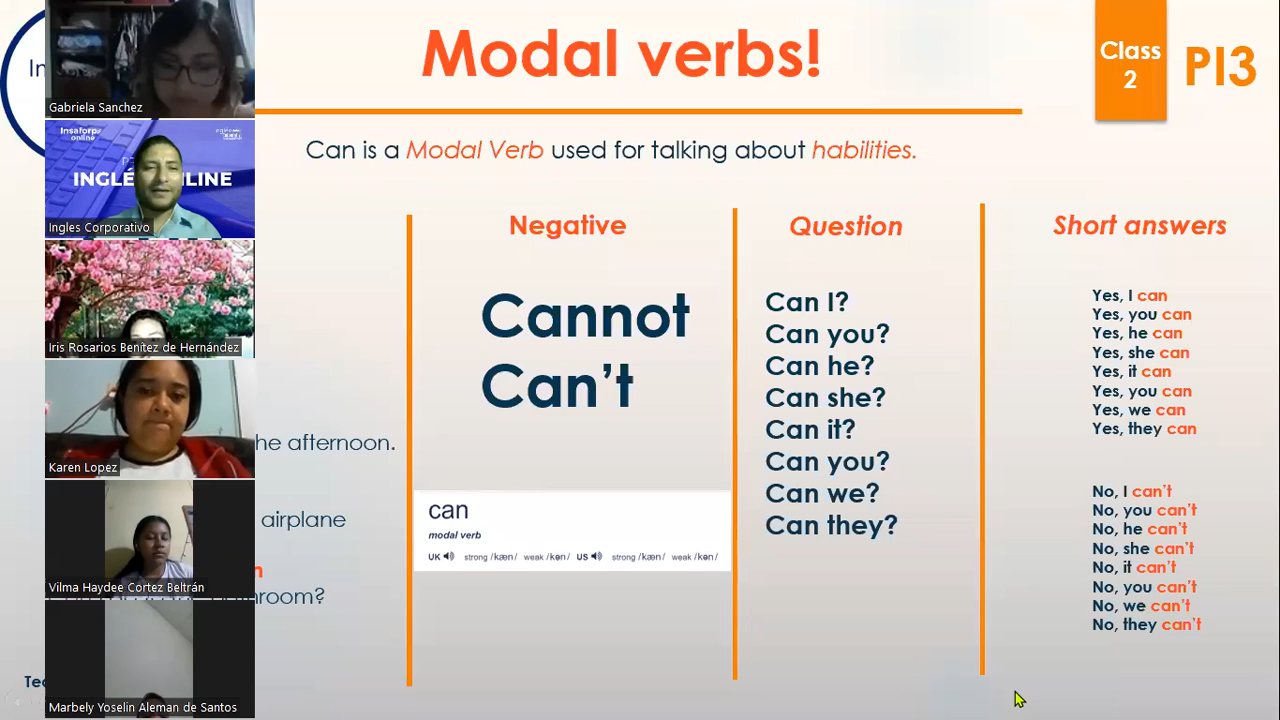 Modal verbs!
Class
2
PI3
Can is a Modal Verb used for talking about habilities.
Negative
Cannot
Can't
can
modal verb
UK strong /kæn/ weak /kən/ US strong /kæn/ weak /kən/
Question
Can I?
Can you?
Can he?
Can she?
Can it?
Can you?
Can we?
Can they?
Short answers
Yes, I can
Yes, you can
Yes, he can
Yes, she can
Yes, it can
Yes, you can
Yes, we can
Yes, they can
No, I can't
No, you can't
No, he can't
No, she can't
No, it can't
No, you can't
No, we can't
No, they can't
afternoon.
airplane
Gabriela Sanchez
Insaforp
online
Ingles Corporativo
Iris Rosarios Benitez de Hernández
Karen Lopez
Vilma Haydee Cortez Beltrán
Marbely Yoselin Aleman de Santos